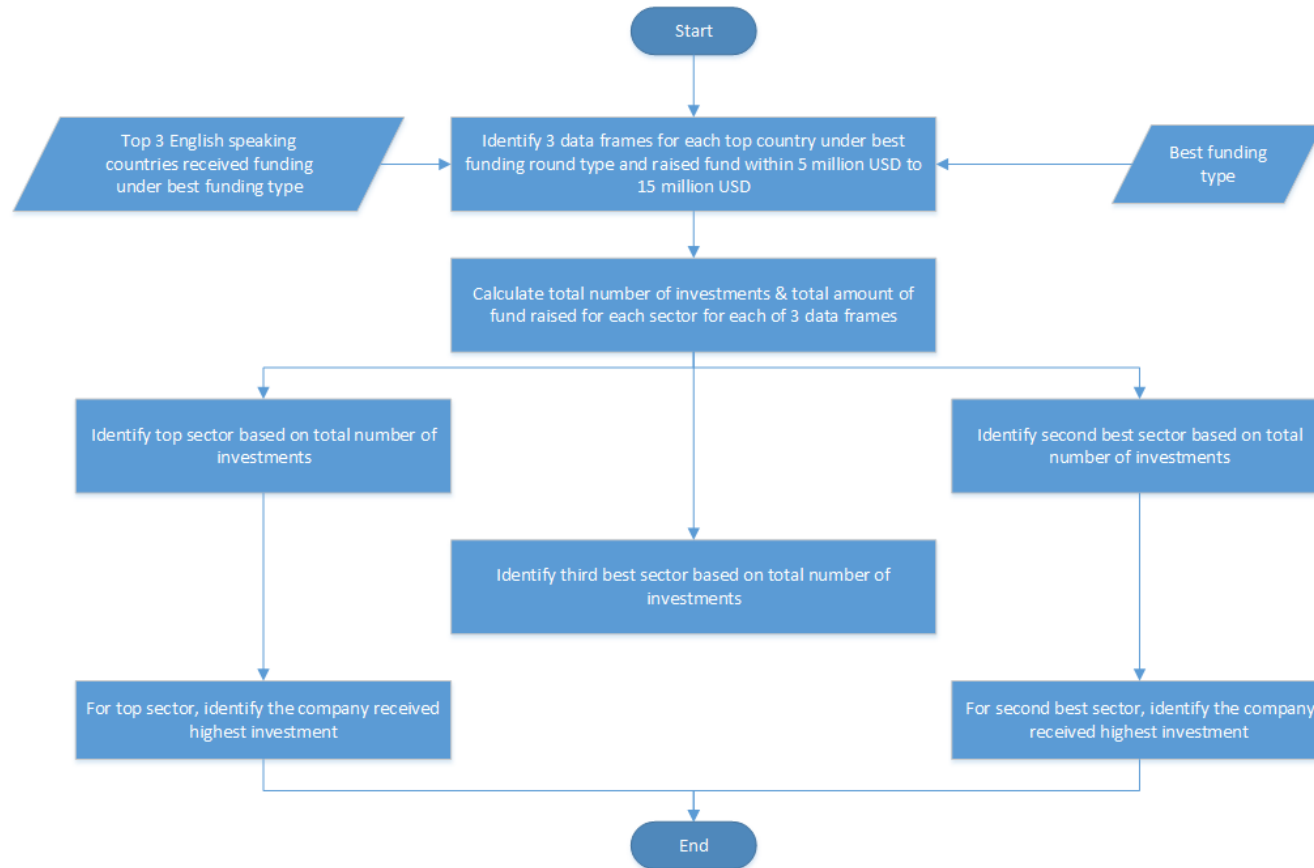 Start
Top 3 English speaking
countries received funding
under best funding type
Identify 3 data frames for each top country under best
funding round type and raised fund within 5 million USD to
15 million USD
Best funding
type
Calculate total number of investments & total amount of
fund raised for each sector for each of 3 data frames
Identify top sector based on total number of
investments
Identify second best sector based on total
number of investments
Identify third best sector based on total number of
investments
For top sector, identify the company received
highest investment
For second best sector, identify the company
received highest investment
End